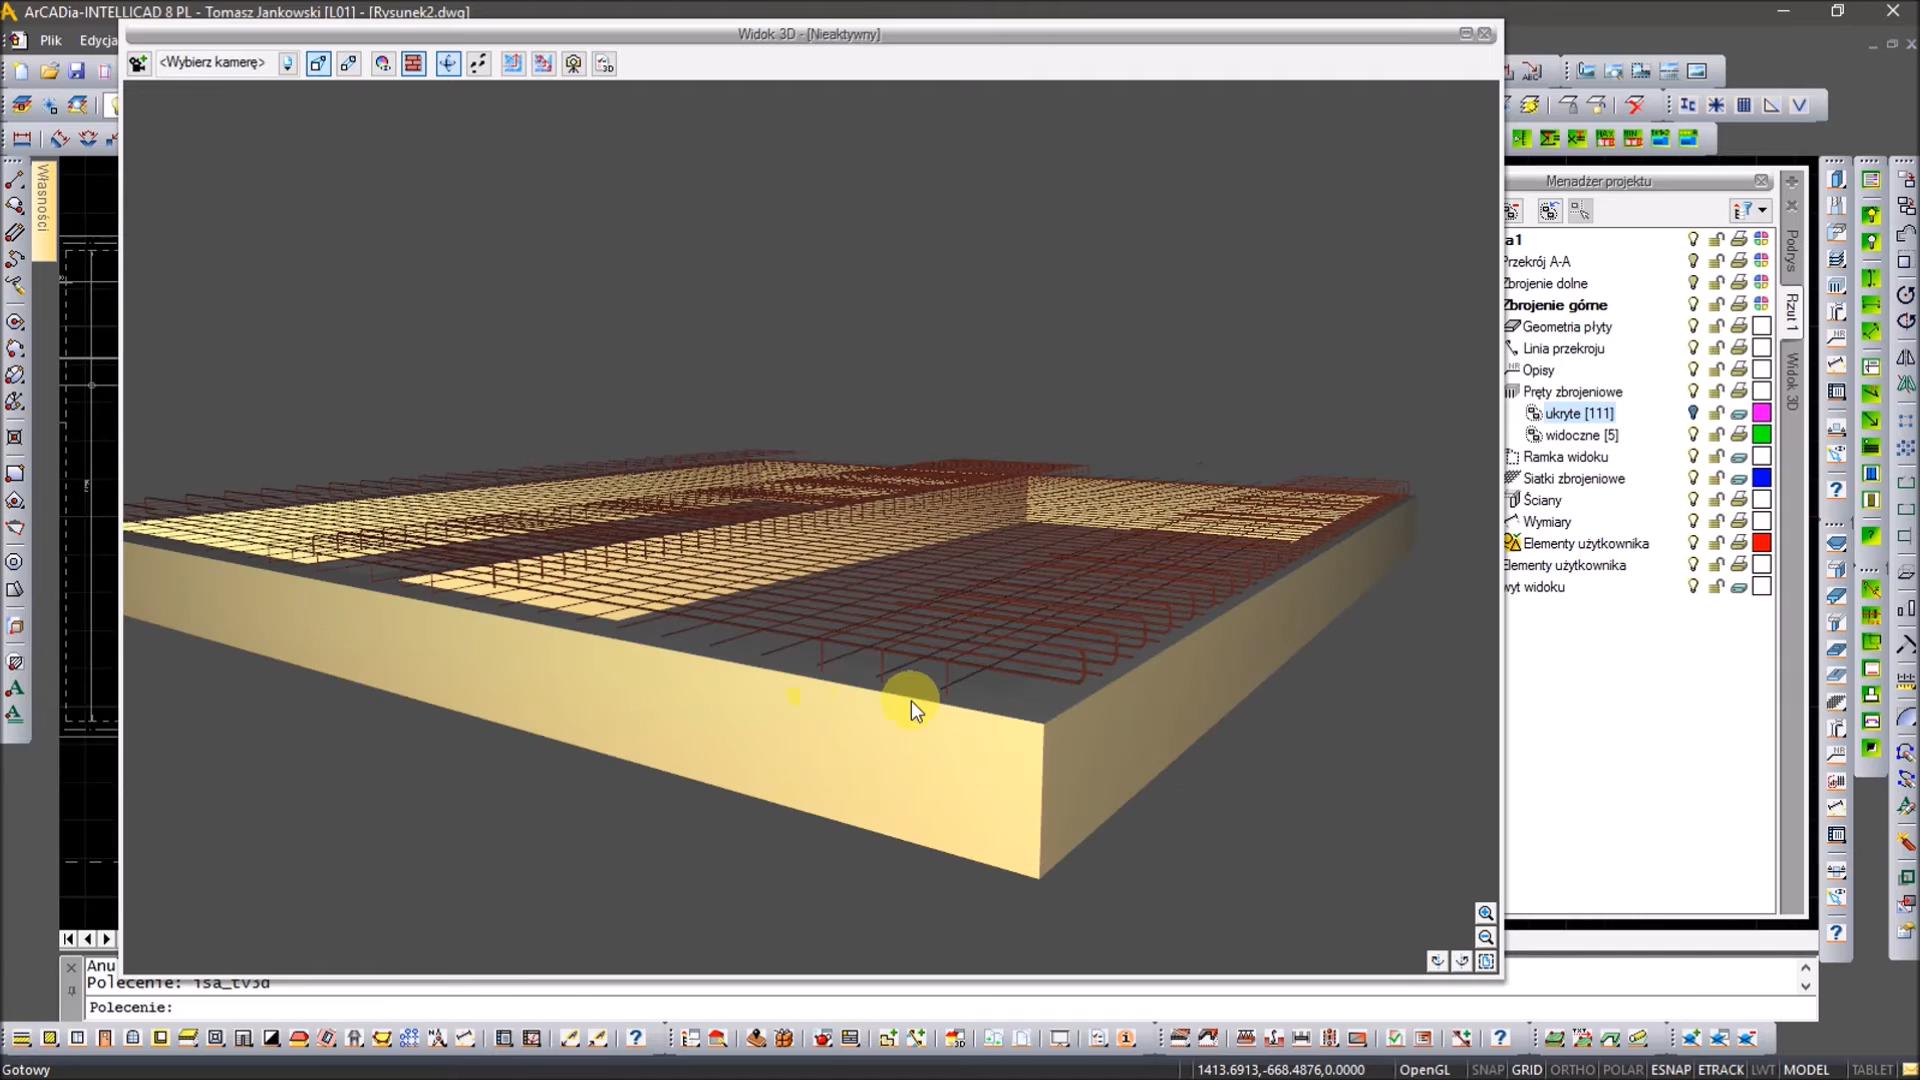 ArCADia-INTELLICAD 8 PL - Tomasz Jankowski [L01] - [Rysunek2.dwg]
Plik Edycja
Widok 3D - [Nieaktywny]
<Wybierz kamerę>
3D
ABC
Własności
Menadżer projektu
a1
Przekrój A-A
Zbrojenie dolne
Zbrojenie górne
Geometria płyty
Linia przekroju
Opisy
Pręty zbrojeniowe
ukryte [111]
widoczne [5]
Ramka widoku
Siatki zbrojeniowe
Ściany
Wymiary
Elementy użytkownika
Elementy użytkownika
wyt widoku
Podrys
Rzut 1
Widok 3D
Anu
Polecenie: isa_tv3d
Polecenie:
Gotowy
1413.6913,-668.4876,0.0000
OpenGL
SNAP GRID ORTHO POLAR ESNAP ETRACK LWT MODEL TABLET